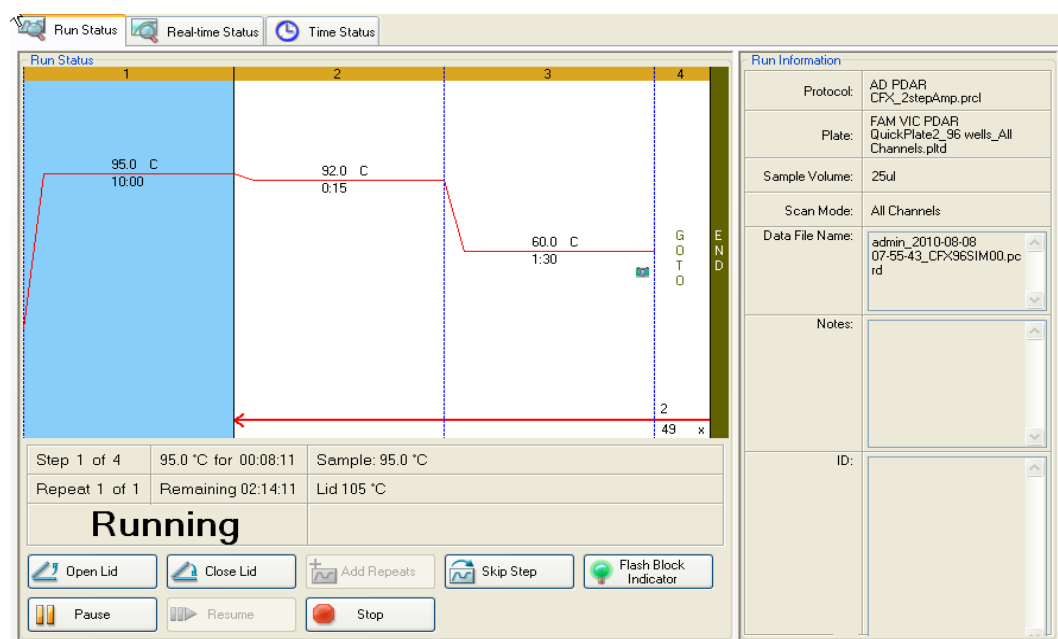 Run Status
Real-time Status
Time Status
Run Status
1 2 3 4
95.0 C
10:00
92.0 C
0:15
60.0 C
1:30
GOTO
END
2
49 x
Step 1 of 4
95.0 °C for 00:08:11
Sample: 95.0 °C
Repeat 1 of 1
Remaining 02:14:11
Lid 105 °C
Running
Open Lid
Close Lid
Add Repeats
Skip Step
Flash Block
Indicator
Pause
Resume
Stop
Run Information
Protocol:
AD PDAR
CFX_2stepAmp.prcl
Plate:
FAM VIC PDAR
QuickPlate2_96 wells_All
Channels.pltd
Sample Volume:
25ul
Scan Mode:
All Channels
Data File Name:
admin_2010-08-08
07-55-43_CFX96SIM00.pc
rd
Notes:
ID: